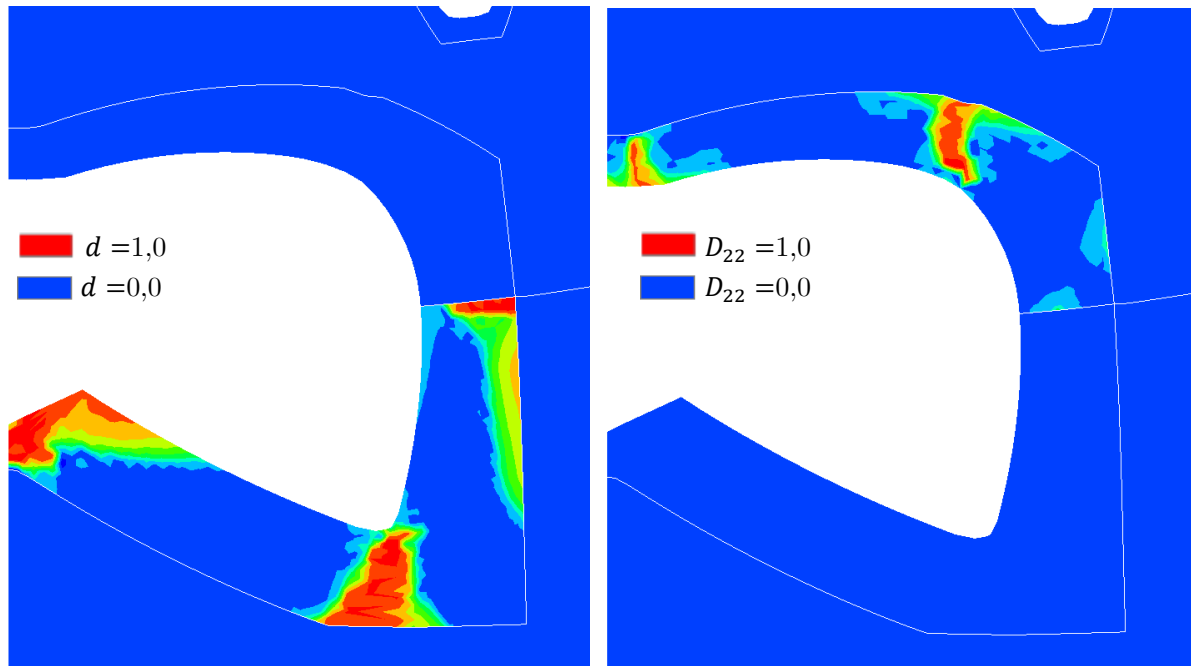 d =1,0
d =0,0
D₂₂ =1,0
D₂₂ =0,0